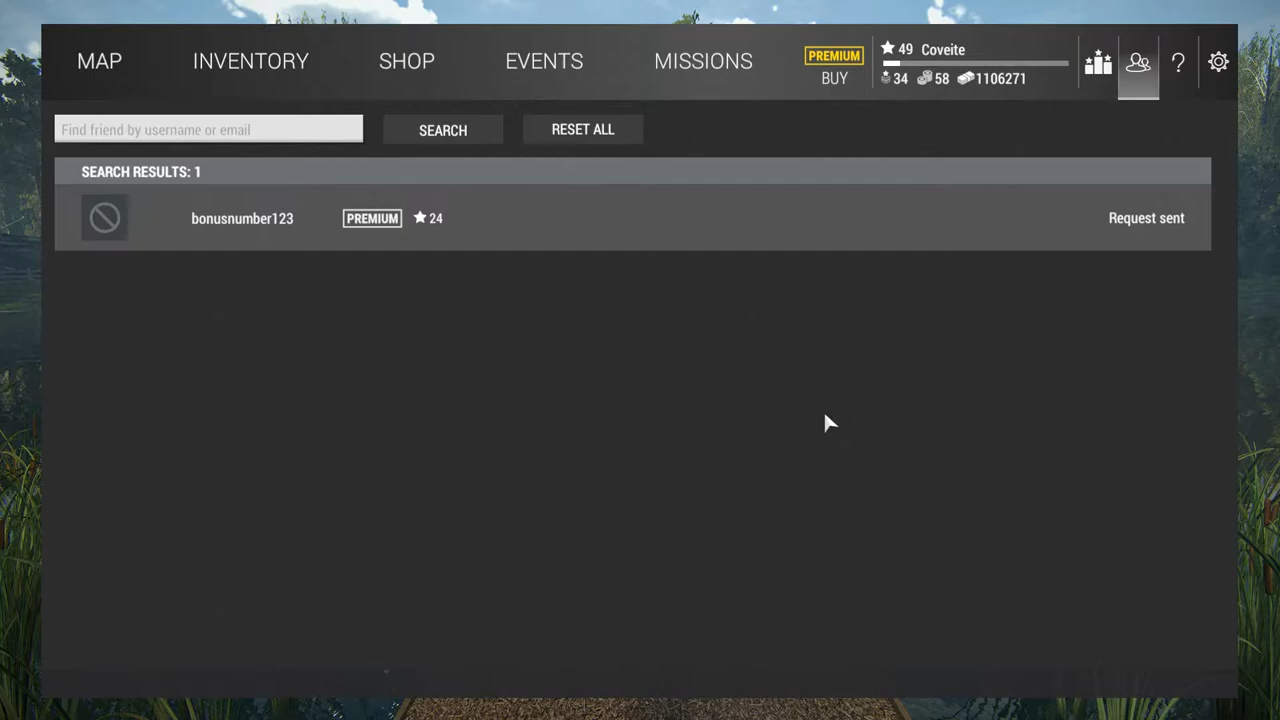 MAP INVENTORY SHOP EVENTS MISSIONS PREMIUM BUY
49 Coveite
34 58 1106271
?
Find friend by username or email SEARCH RESET ALL
SEARCH RESULTS: 1
bonusnumber123 PREMIUM 24 Request sent